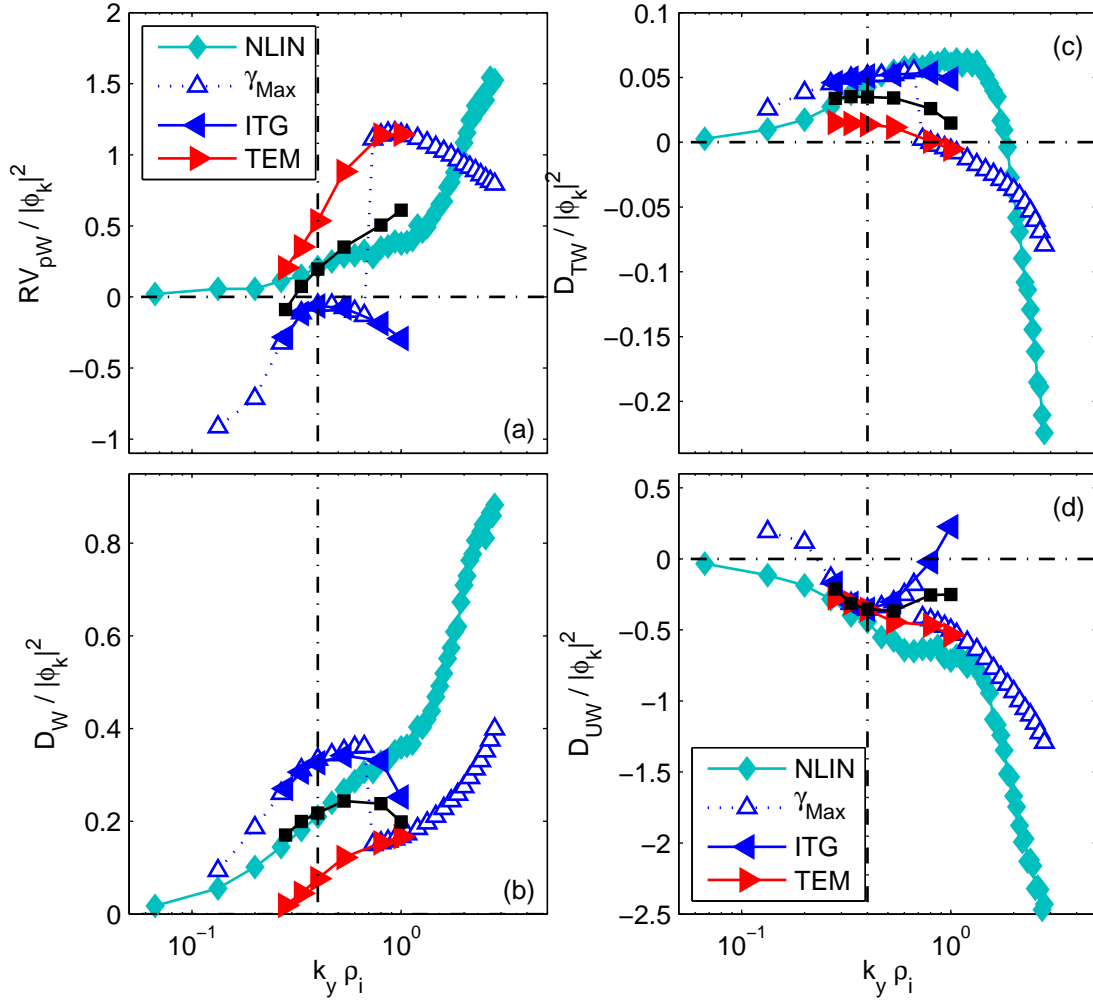 2
1.5
1
0.5
0
−0.5
−1
RV_pW / |ϕ_k|^2
NLIN
γ_Max
ITG
TEM
(a)
0.1
0.05
0
−0.05
−0.1
−0.15
−0.2
D_TW / |ϕ_k|^2
(c)
0.8
0.6
0.4
0.2
0
D_W / |ϕ_k|^2
(b)
10^−1
10^0
k_y ρ_i
0.5
0
−0.5
−1
−1.5
−2
−2.5
D_UW / |ϕ_k|^2
(d)
NLIN
γ_Max
ITG
TEM
10^−1
10^0
k_y ρ_i